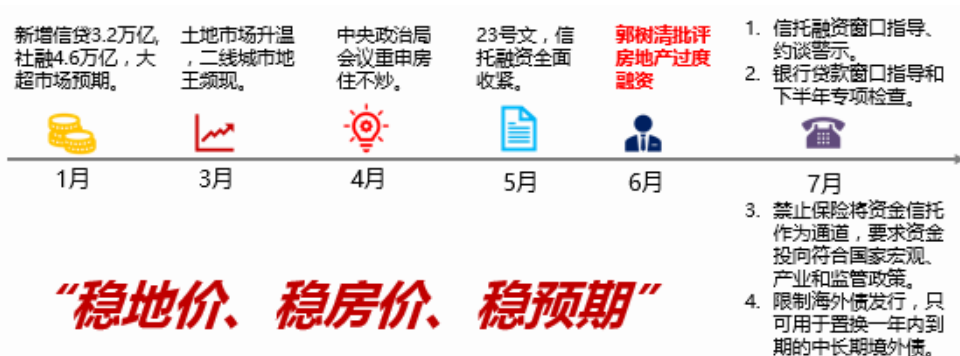 新增信贷3.2万亿,
社融4.6万亿，大
超市场预期。
土地市场升温
，二线城市地
王频现。
中央政治局
会议重申房
住不炒。
23号文，信
托融资全面
收紧。
郭树清批评
房地产过度
融资
1. 信托融资窗口指导、
约谈警示。
2. 银行贷款窗口指导和
下半年专项检查。
1月
3月
4月
5月
6月
7月
3. 禁止保险将资金信托
作为通道，要求资金
投向符合国家宏观、
产业和监管政策。
4. 限制海外债发行，只
可用于置换一年内到
期的中长期境外债。
“稳地价、稳房价、稳预期”